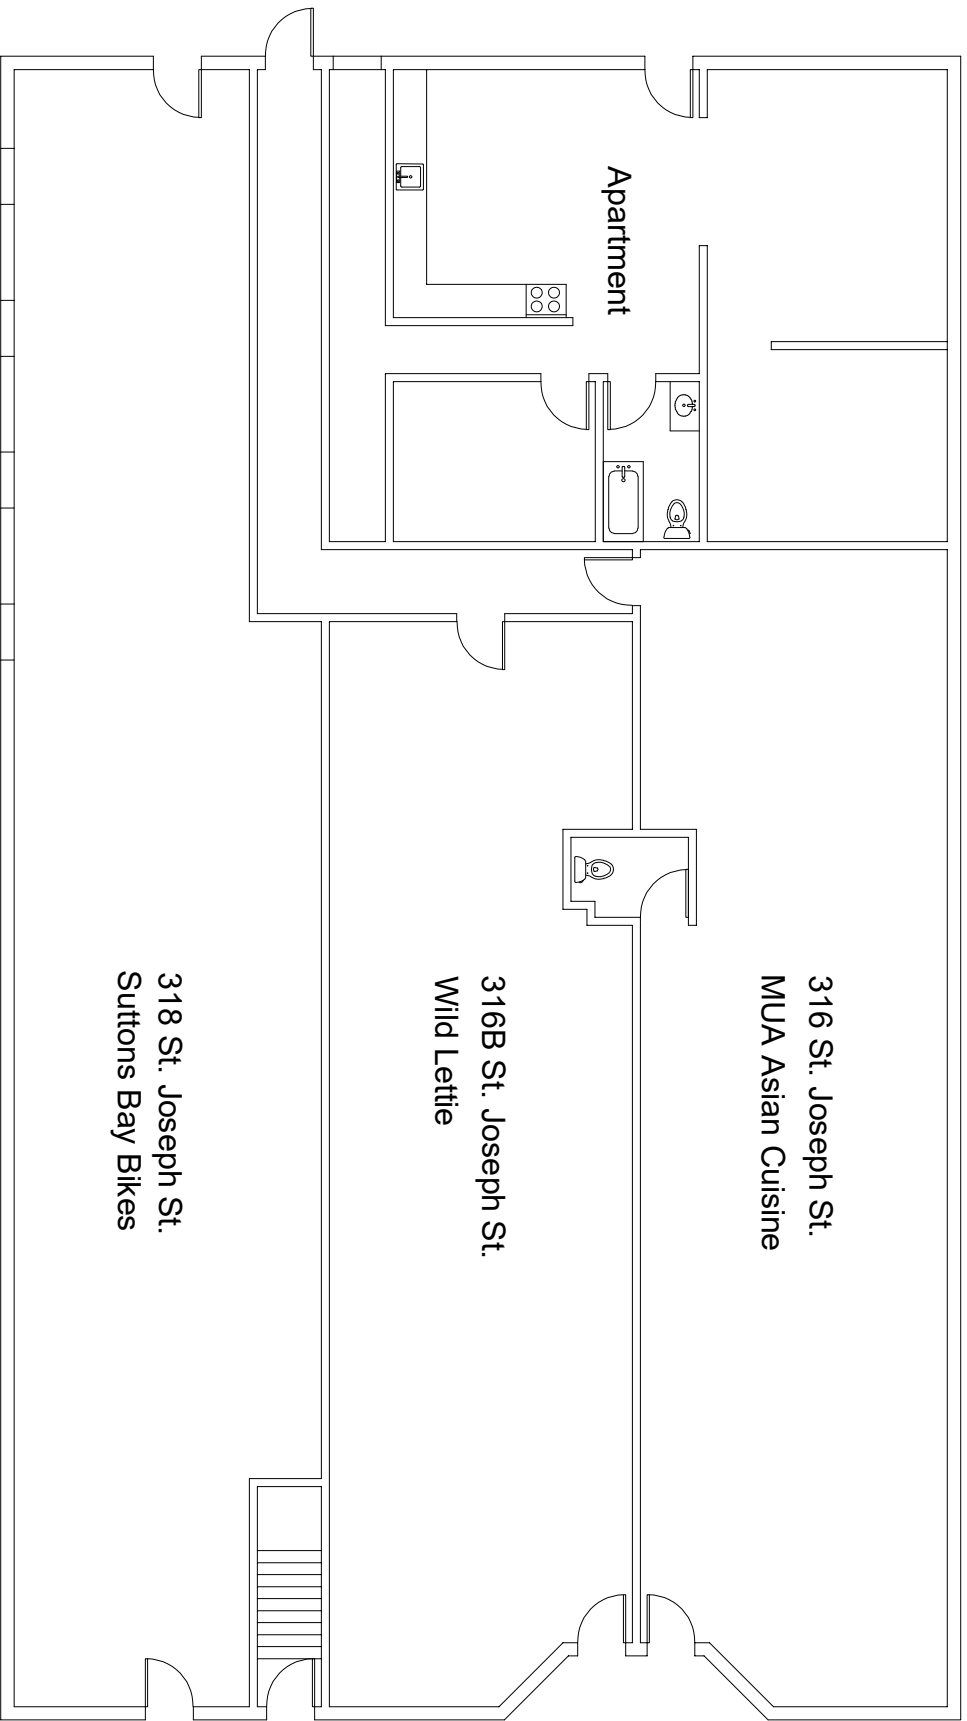 Apartment
316 St. Joseph St.
MUA Asian Cuisine
316B St. Joseph St.
Wild Lettie
318 St. Joseph St.
Suttons Bay Bikes